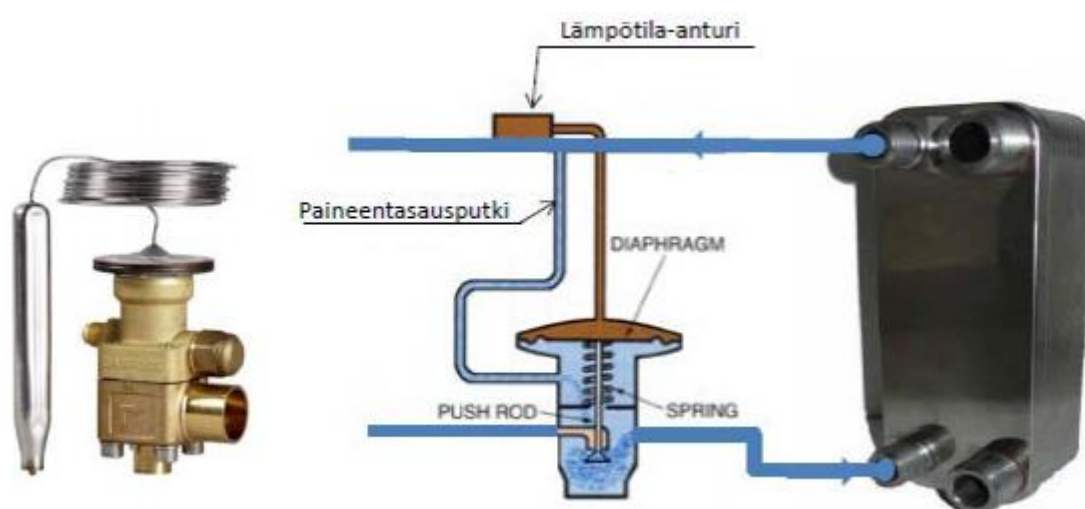 Lämpötila-anturi
Paineentasausputki
DIAPHRAGM
PUSH ROD
SPRING